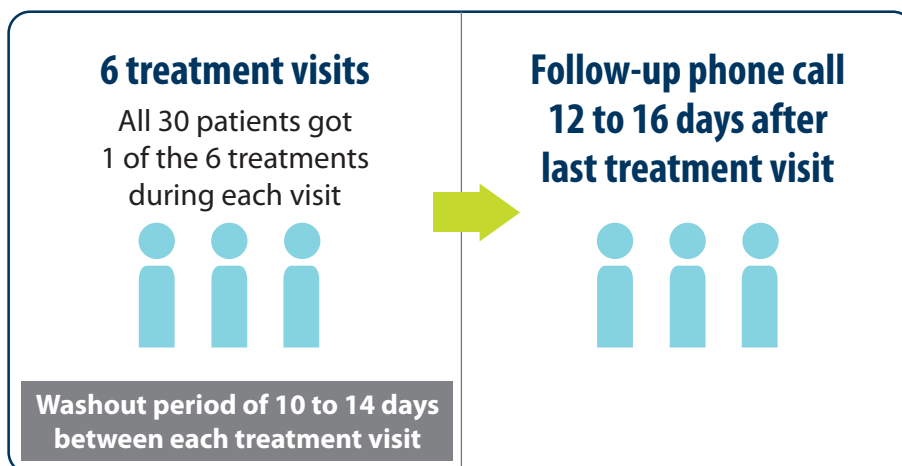 6 treatment visits
All 30 patients got
1 of the 6 treatments
during each visit
Washout period of 10 to 14 days
between each treatment visit
Follow-up phone call
12 to 16 days after
last treatment visit